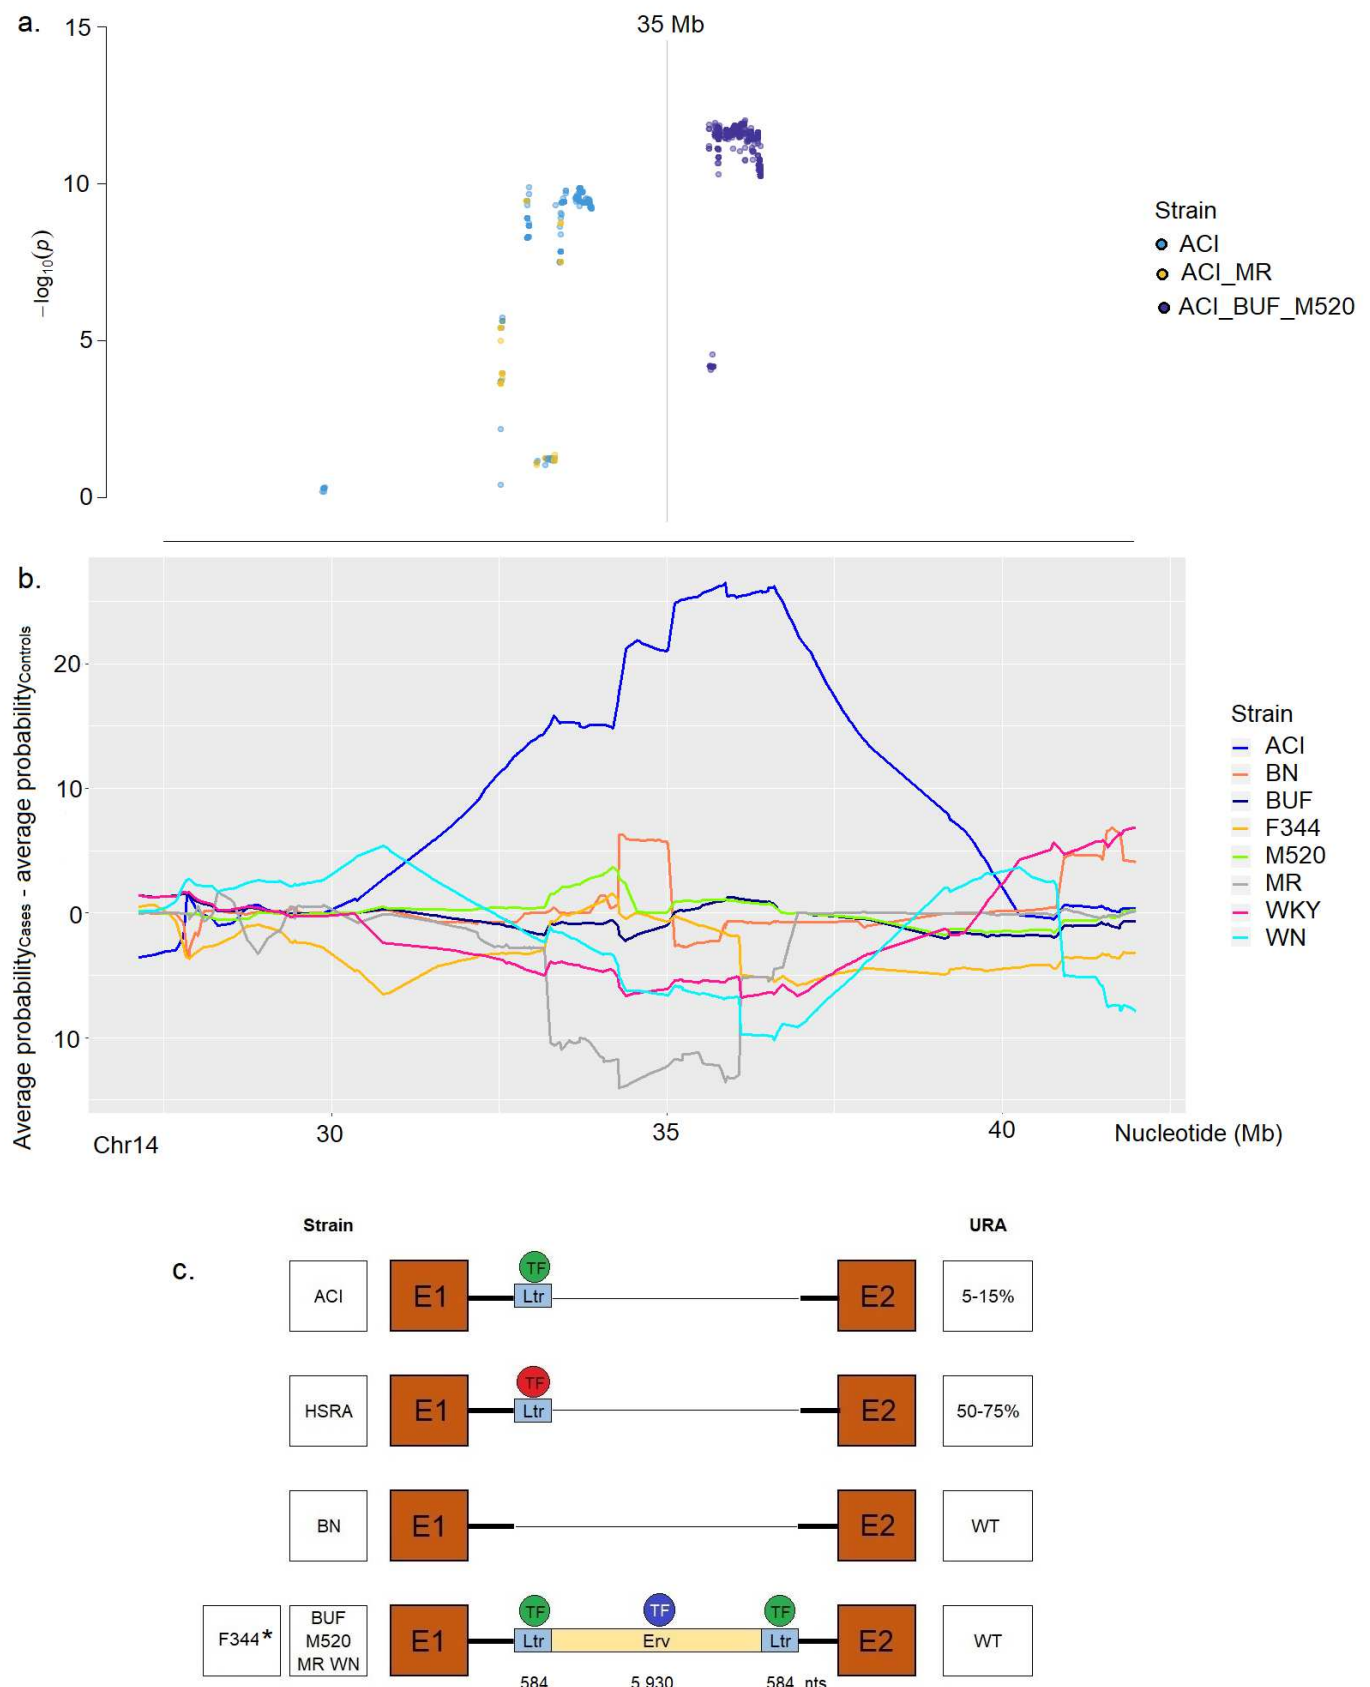 a.
35 Mb
15
10
5
0
−log10(p)
Strain
ACI
ACI_MR
ACI_BUF_M520
b.
20
10
0
10
Average probabilityCases - average probabilityControls
Strain
ACI
BN
BUF
F344
M520
MR
WKY
WN
Chr14
30
35
40
Nucleotide (Mb)
c.
Strain
URA
ACI
E1
TF
Ltr
E2
5-15%
HSRA
E1
TF
Ltr
E2
50-75%
BN
E1
E2
WT
F344*
BUF
M520
MR WN
E1
TF
TF
TF
Ltr
Erv
Ltr
E2
WT
584
5,930
584 nts